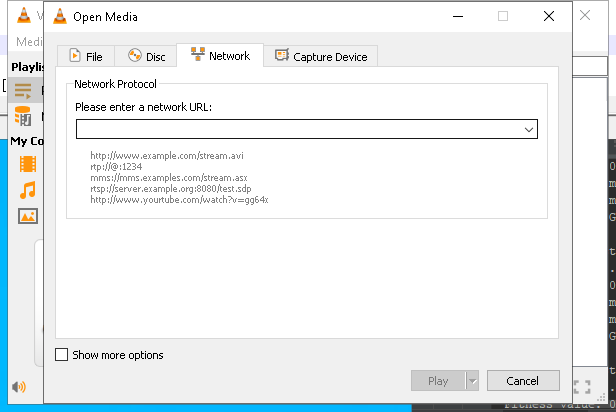 Open Media
Medi
File
Disc
Network
Capture Device
Playlis
Network Protocol
Please enter a network URL:
http://www.example.com/stream.avi
rtp://@:1234
mms://mms.examples.com/stream.asx
rtsp://server.example.org:8080/test.sdp
http://www.yourtube.com/watch?v=gg64x
My Co
Show more options
Play
Cancel